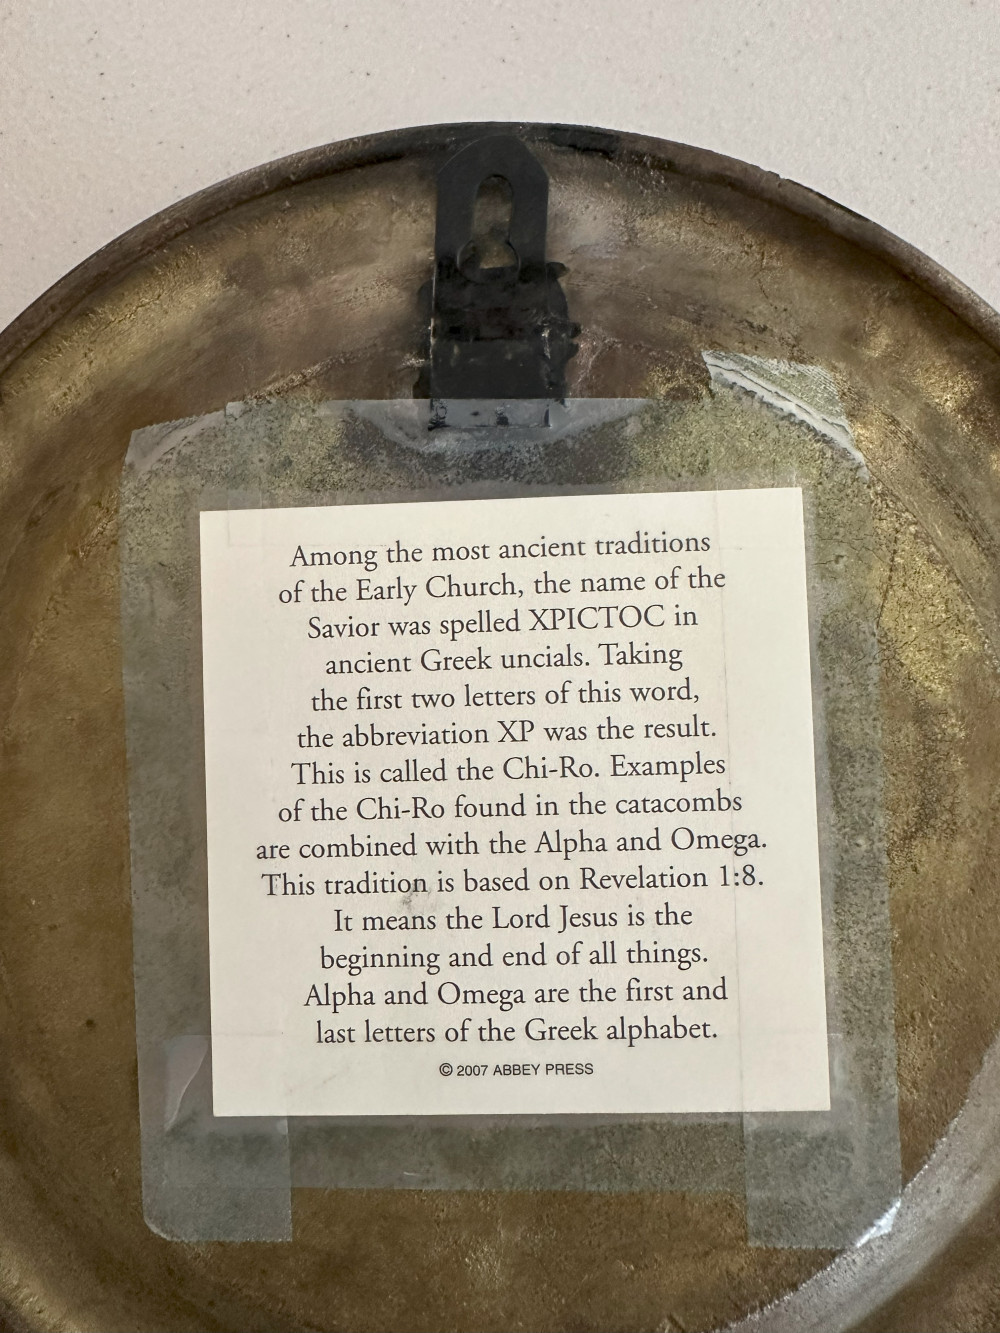 Among the most ancient traditions
of the Early Church, the name of the
Savior was spelled XPICTOC in
ancient Greek uncials. Taking
the first two letters of this word,
the abbreviation XP was the result.
This is called the Chi-Ro. Examples
of the Chi-Ro found in the catacombs
are combined with the Alpha and Omega.
This tradition is based on Revelation 1:8.
It means the Lord Jesus is the
beginning and end of all things.
Alpha and Omega are the first and
last letters of the Greek alphabet.
© 2007 ABBEY PRESS